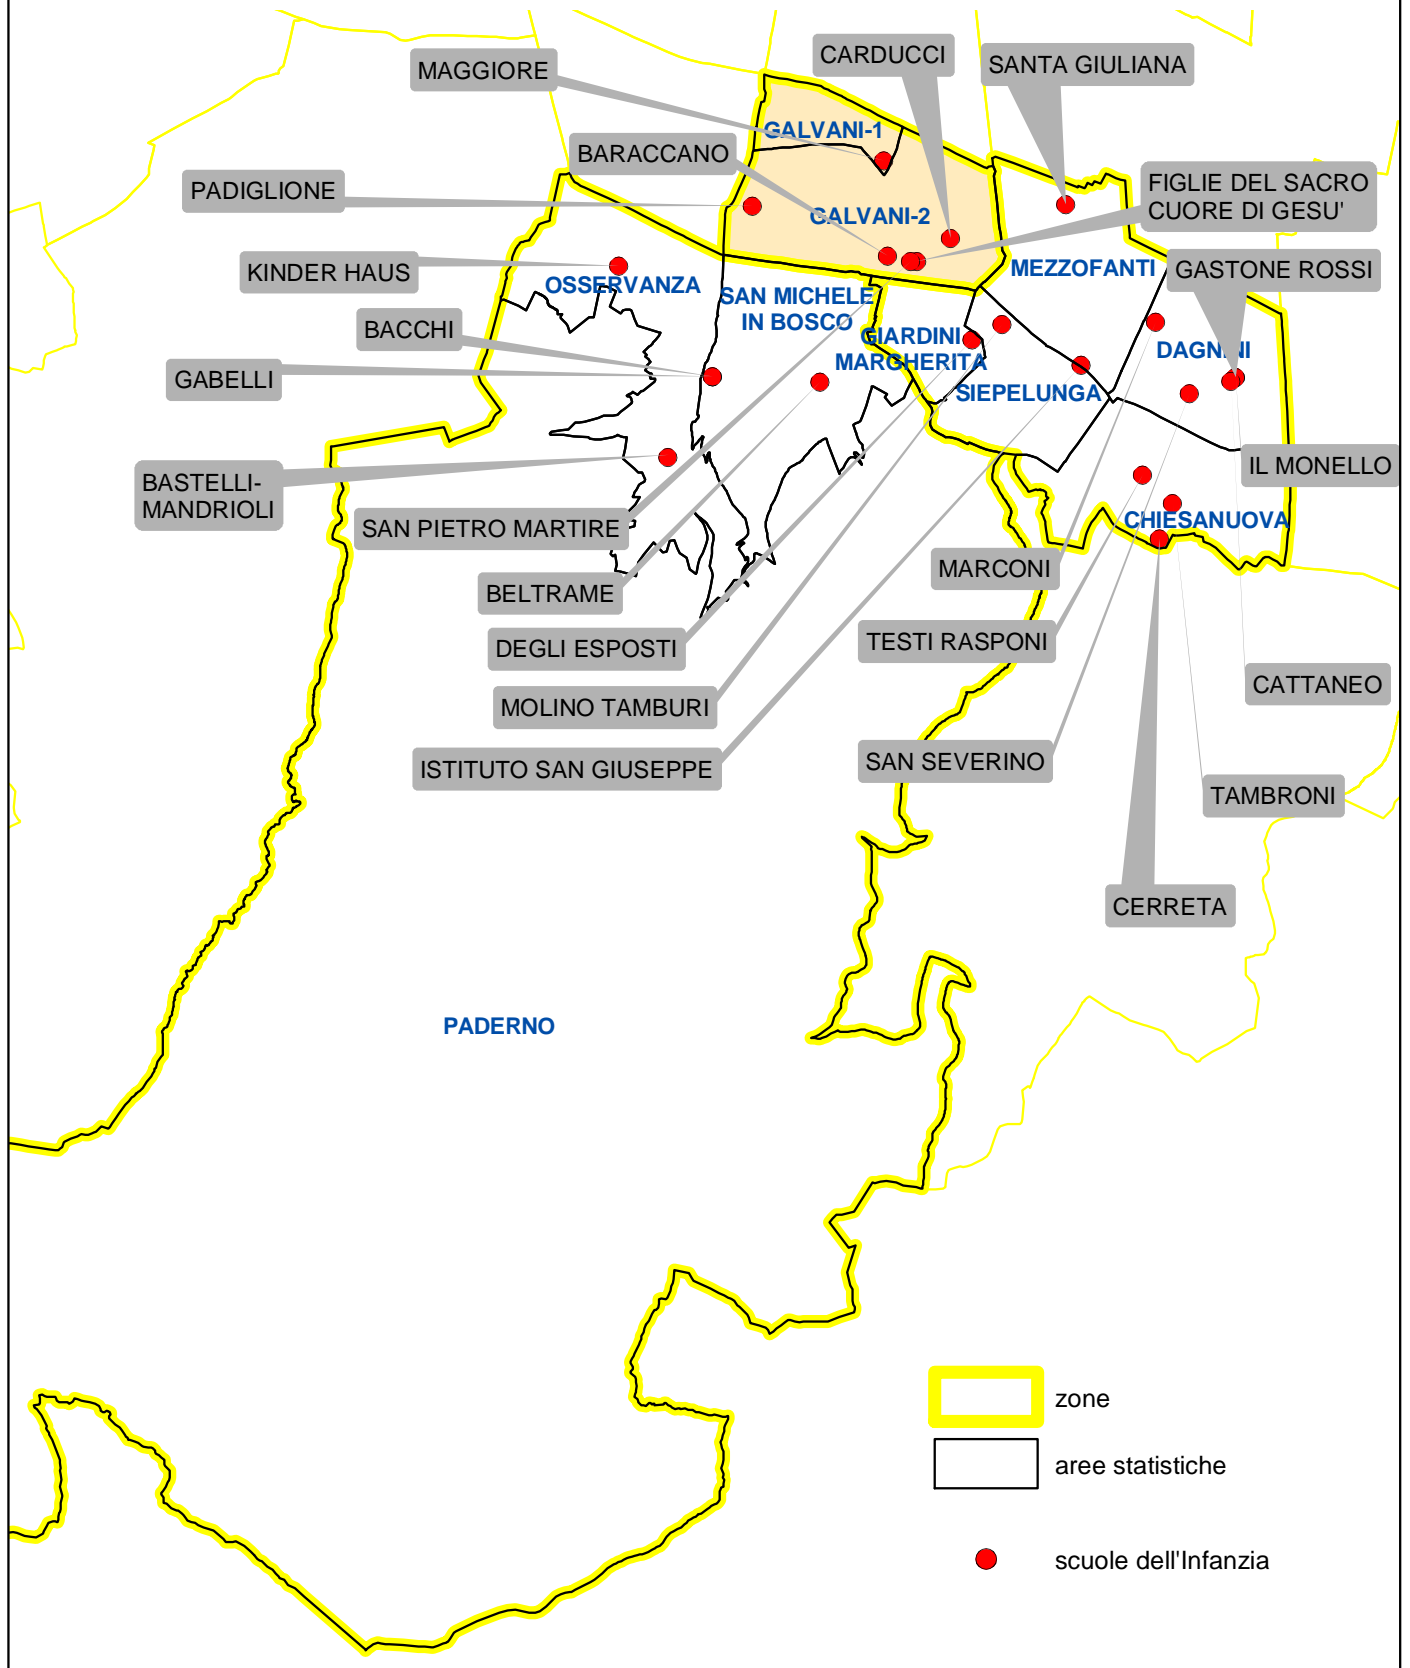 CARDUCCI
MAGGIORE
SANTA GIULIANA
GALVANI-1
BARACCANO
FIGLIE DEL SACRO
CUORE DI GESU'
PADIGLIONE
GALVANI-2
KINDER HAUS
MEZZOFANTI
GASTONE ROSSI
OSSERVANZA
SAN MICHELE
IN BOSCO
BACCHI
GIARDINI
MARGHERITA
DAGNINI
GABELLI
SIEPELUNGA
IL MONELLO
BASTELLI-
MANDRIOLI
SAN PIETRO MARTIRE
CHIESANUOVA
MARCONI
BELTRAME
DEGLI ESPOSTI
TESTI RASPONI
CATTANEO
MOLINO TAMBURI
ISTITUTO SAN GIUSEPPE
SAN SEVERINO
TAMBRONI
CERRETA
PADERNO
zone
aree statistiche
scuole dell'Infanzia